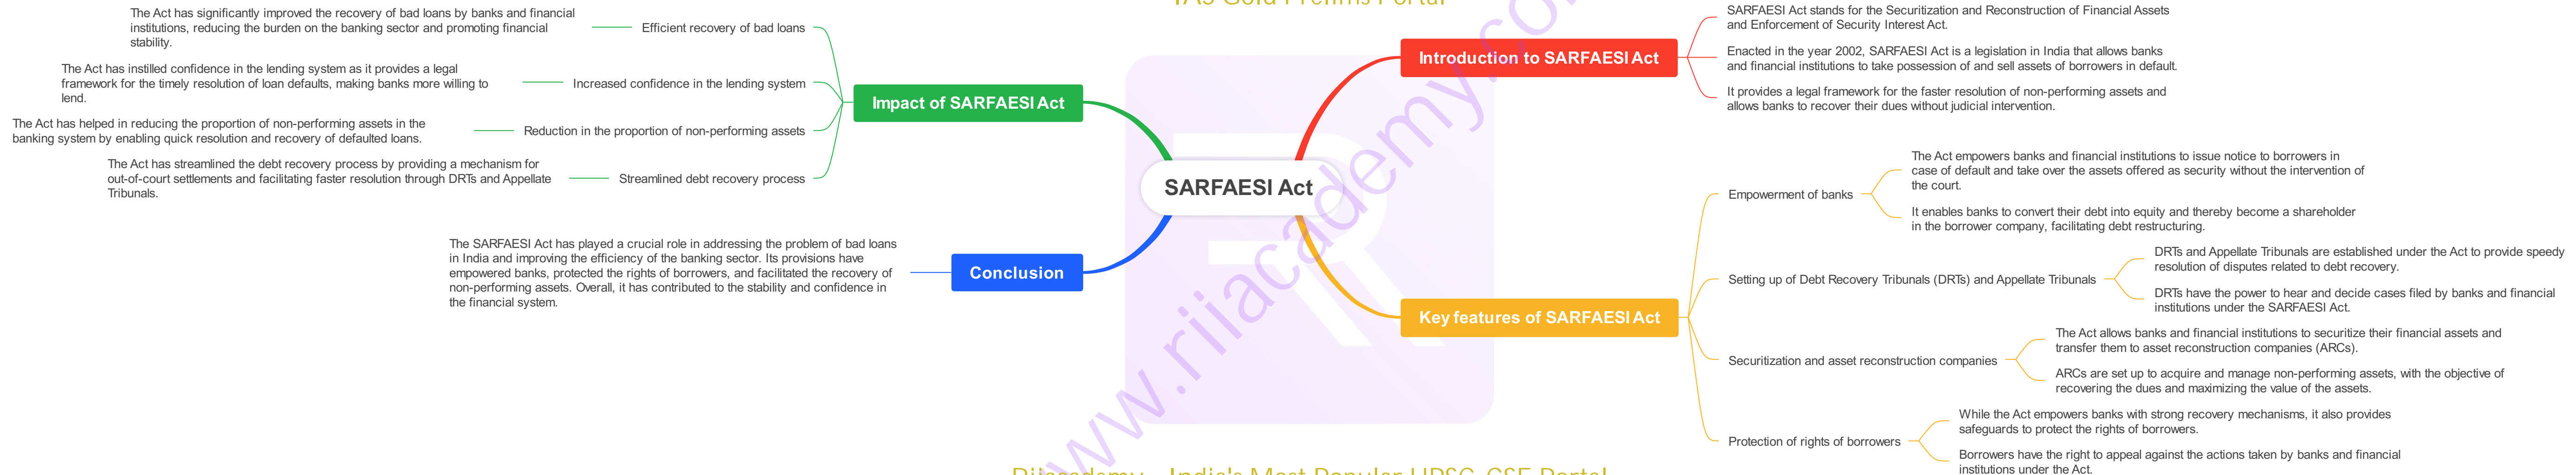 IAS Gold Prelims Portal
SARFAESI Act
Introduction to SARFAESI Act
SARFAESI Act stands for the Securitization and Reconstruction of Financial Assets
and Enforcement of Security Interest Act.
Enacted in the year 2002, SARFAESI Act is a legislation in India that allows banks
and financial institutions to take possession of and sell assets of borrowers in default.
It provides a legal framework for the faster resolution of non-performing assets and
allows banks to recover their dues without judicial intervention.
Key features of SARFAESI Act
Empowerment of banks
The Act empowers banks and financial institutions to issue notice to borrowers in
case of default and take over the assets offered as security without the intervention of
the court.
It enables banks to convert their debt into equity and thereby become a shareholder
in the borrower company, facilitating debt restructuring.
Setting up of Debt Recovery Tribunals (DRTs) and Appellate Tribunals
DRTs and Appellate Tribunals are established under the Act to provide speedy
resolution of disputes related to debt recovery.
DRTs have the power to hear and decide cases filed by banks and financial
institutions under the SARFAESI Act.
Securitization and asset reconstruction companies
The Act allows banks and financial institutions to securitize their financial assets and
transfer them to asset reconstruction companies (ARCs).
ARCs are set up to acquire and manage non-performing assets, with the objective of
recovering the dues and maximizing the value of the assets.
Protection of rights of borrowers
While the Act empowers banks with strong recovery mechanisms, it also provides
safeguards to protect the rights of borrowers.
Borrowers have the right to appeal against the actions taken by banks and financial
institutions under the Act.
Impact of SARFAESI Act
Efficient recovery of bad loans
The Act has significantly improved the recovery of bad loans by banks and financial
institutions, reducing the burden on the banking sector and promoting financial
stability.
Increased confidence in the lending system
The Act has instilled confidence in the lending system as it provides a legal
framework for the timely resolution of loan defaults, making banks more willing to
lend.
Reduction in the proportion of non-performing assets
The Act has helped in reducing the proportion of non-performing assets in the
banking system by enabling quick resolution and recovery of defaulted loans.
Streamlined debt recovery process
The Act has streamlined the debt recovery process by providing a mechanism for
out-of-court settlements and facilitating faster resolution through DRTs and Appellate
Tribunals.
Conclusion
The SARFAESI Act has played a crucial role in addressing the problem of bad loans
in India and improving the efficiency of the banking sector. Its provisions have
empowered banks, protected the rights of borrowers, and facilitated the recovery of
non-performing assets. Overall, it has contributed to the stability and confidence in
the financial system.
www.riiacademy.co
India's Most Popular UPSC-CSE Portal